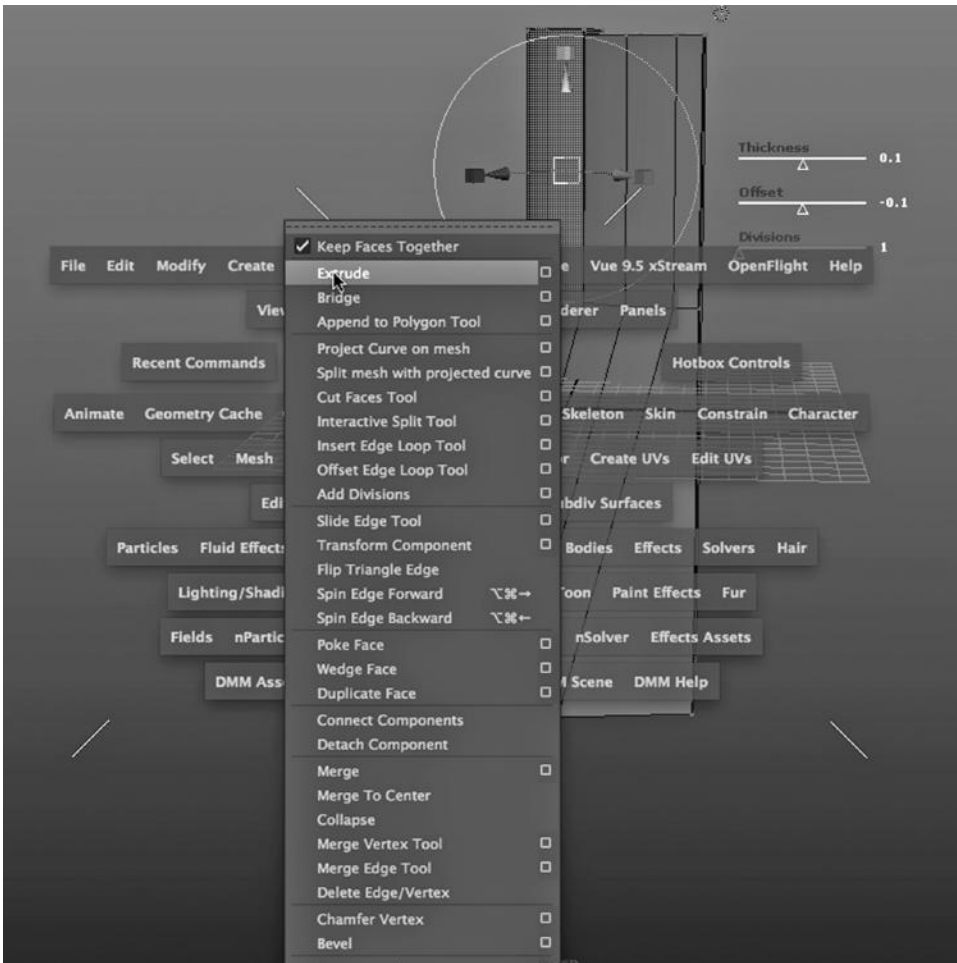 Thickness 0.1
Offset -0.1
Divisions 1
Keep Faces Together
File Edit Modify Create Vue 9.5 xStream OpenFlight Help
Extrude
Bridge
Panels
Append to Polygon Tool
Project Curve on mesh
Recent Commands Hotbox Controls
Split mesh with projected curve
Cut Faces Tool
Animate Geometry Cache Skeleton Skin Constrain Character
Interactive Split Tool
Insert Edge Loop Tool
Select Mesh Create UVs Edit UVs
Offset Edge Loop Tool
Add Divisions
Surfaces
Slide Edge Tool
Transform Component
Particles Fluid Bodies Effects Solvers Hair
Flip Triangle Edge
Spin Edge Forward ⌥⌘→
Paint Effects Fur
Spin Edge Backward ⌥⌘←
Fields nSolver Effects Assets
Poke Face
Wedge Face
DMM Scene DMM Help
Duplicate Face
Connect Components
Detach Component
Merge
Merge To Center
Collapse
Merge Vertex Tool
Merge Edge Tool
Delete Edge/Vertex
Chamfer Vertex
Bevel